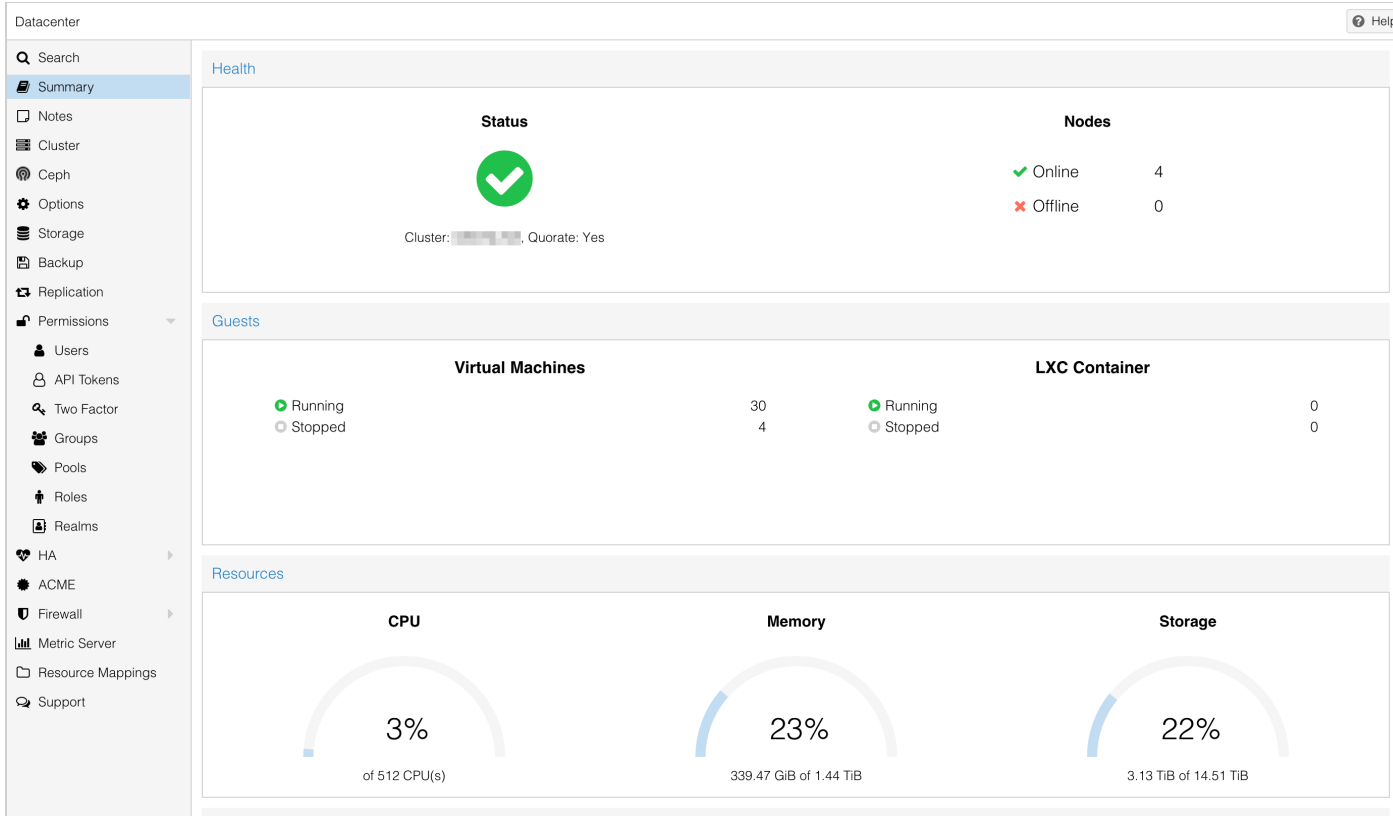 Datacenter
Help
Search
Summary
Notes
Cluster
Ceph
Options
Storage
Backup
Replication
Permissions
Users
API Tokens
Two Factor
Groups
Pools
Roles
Realms
HA
ACME
Firewall
Metric Server
Resource Mappings
Support
Health
Status
Cluster: , Quorate: Yes
Nodes
Online 4
Offline 0
Guests
Virtual Machines
Running 30
Stopped 4
LXC Container
Running 0
Stopped 0
Resources
CPU
3%
of 512 CPU(s)
Memory
23%
339.47 GiB of 1.44 TiB
Storage
22%
3.13 TiB of 14.51 TiB